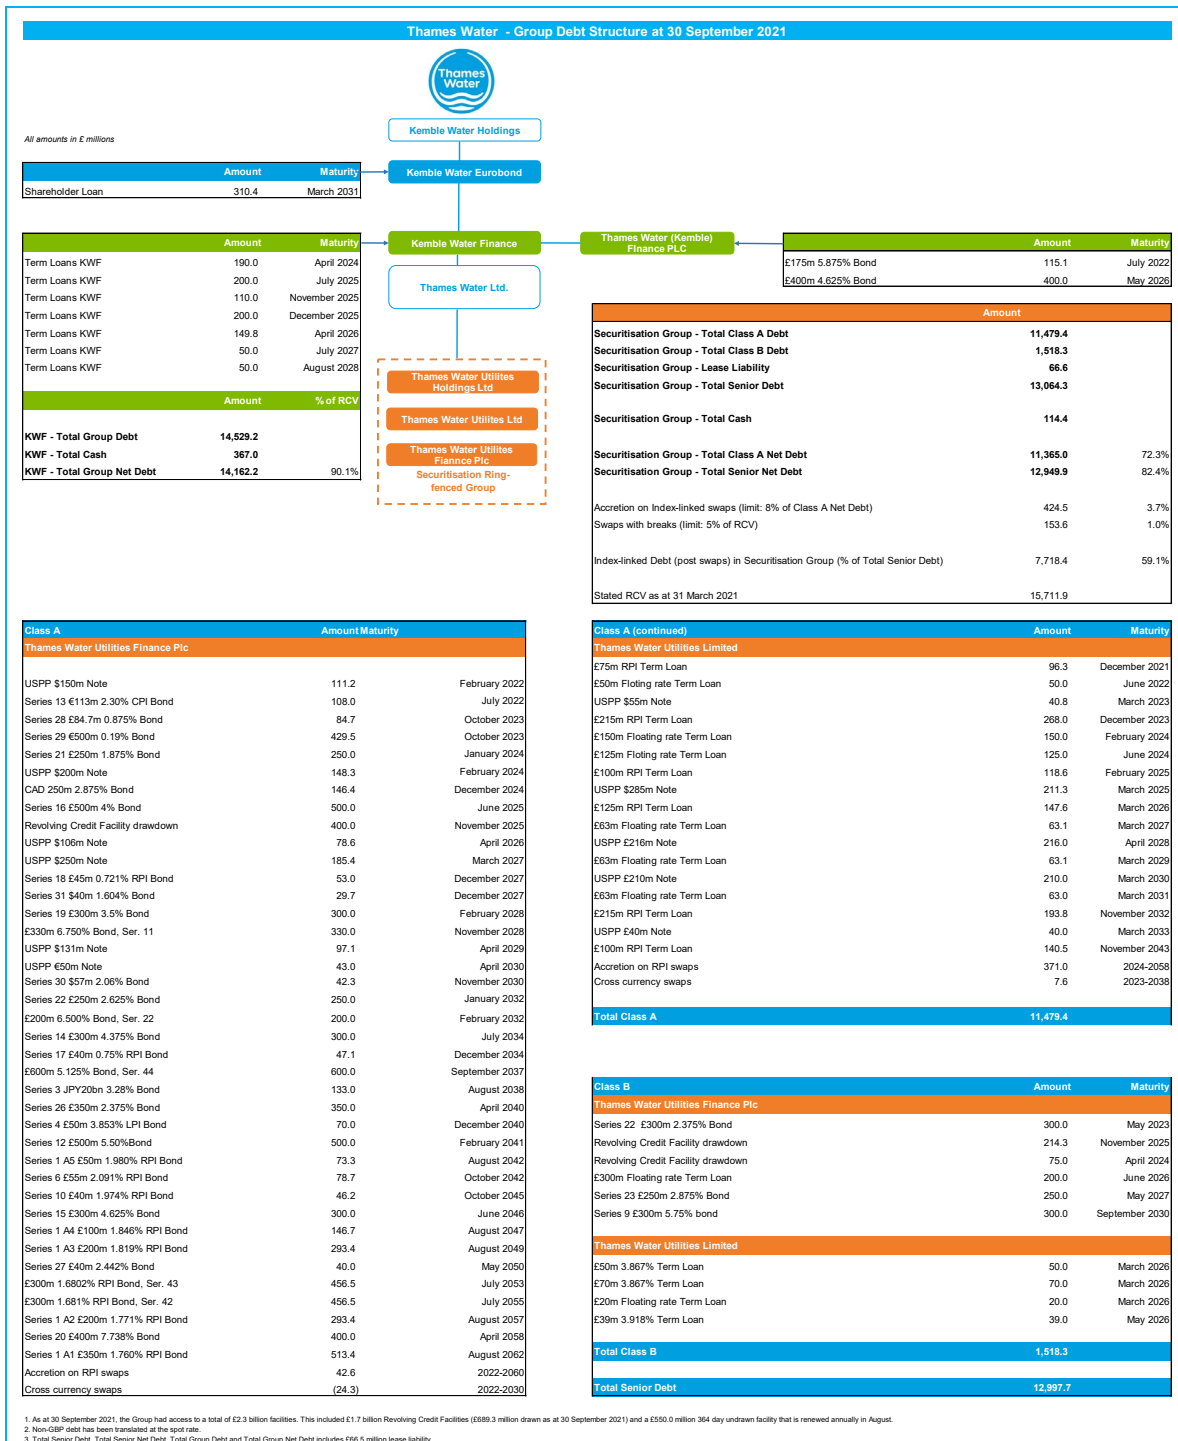 Thames Water - Group Debt Structure at 30 September 2021
Thames
Water
Kemble Water Holdings
All amounts in £ millions
Amount Maturity
Kemble Water Eurobond
Shareholder Loan 310.4 March 2031
Amount Maturity
Kemble Water Finance
Thames Water (Kemble)
FInance PLC
Amount Maturity
Term Loans KWF 190.0 April 2024
Term Loans KWF 200.0 July 2025
Term Loans KWF 110.0 November 2025
Term Loans KWF 200.0 December 2025
Term Loans KWF 149.8 April 2026
Term Loans KWF 50.0 July 2027
Term Loans KWF 50.0 August 2028
Thames Water Ltd.
£175m 5.875% Bond 115.1 July 2022
£400m 4.625% Bond 400.0 May 2026
Amount % of RCV
KWF - Total Group Debt 14,529.2
KWF - Total Cash 367.0
KWF - Total Group Net Debt 14,162.2 90.1%
Thames Water Utilites
Holdings Ltd
Thames Water Utilites Ltd
Thames Water Utilites
Fiannce Plc
Securitisation Ring-
fenced Group
Amount
Securitisation Group - Total Class A Debt 11,479.4
Securitisation Group - Total Class B Debt 1,518.3
Securitisation Group - Lease Liability 66.6
Securitisation Group - Total Senior Debt 13,064.3
Securitisation Group - Total Cash 114.4
Securitisation Group - Total Class A Net Debt 11,365.0 72.3%
Securitisation Group - Total Senior Net Debt 12,949.9 82.4%
Accretion on Index-linked swaps (limit: 8% of Class A Net Debt) 424.5 3.7%
Swaps with breaks (limit: 5% of RCV) 153.6 1.0%
Index-linked Debt (post swaps) in Securitisation Group (% of Total Senior Debt) 7,718.4 59.1%
Stated RCV as at 31 March 2021 15,711.9
Class A Amount Maturity
Thames Water Utilities Finance Plc
USPP $150m Note 111.2 February 2022
Series 13 €113m 2.30% CPI Bond 108.0 July 2022
Series 28 £84.7m 0.875% Bond 84.7 October 2023
Series 29 €500m 0.19% Bond 429.5 October 2023
Series 21 £250m 1.875% Bond 250.0 January 2024
USPP $200m Note 148.3 February 2024
CAD 250m 2.875% Bond 146.4 December 2024
Series 16 £500m 4% Bond 500.0 June 2025
Revolving Credit Facility drawdown 400.0 November 2025
USPP $106m Note 78.6 April 2026
USPP $250m Note 185.4 March 2027
Series 18 £45m 0.721% RPI Bond 53.0 December 2027
Series 31 $40m 1.604% Bond 29.7 December 2027
Series 19 £300m 3.5% Bond 300.0 February 2028
£330m 6.750% Bond, Ser. 11 330.0 November 2028
USPP $131m Note 97.1 April 2029
USPP €50m Note 43.0 April 2030
Series 30 $57m 2.06% Bond 42.3 November 2030
Series 22 £250m 2.625% Bond 250.0 January 2032
£200m 6.500% Bond, Ser. 22 200.0 February 2032
Series 14 £300m 4.375% Bond 300.0 July 2034
Series 17 £40m 0.75% RPI Bond 47.1 December 2034
£600m 5.125% Bond, Ser. 44 600.0 September 2037
Series 3 JPY20bn 3.28% Bond 133.0 August 2038
Series 26 £350m 2.375% Bond 350.0 April 2040
Series 4 £50m 3.853% LPI Bond 70.0 December 2040
Series 12 £500m 5.50%Bond 500.0 February 2041
Series 1 A5 £50m 1.980% RPI Bond 73.3 August 2042
Series 6 £55m 2.091% RPI Bond 78.7 October 2042
Series 10 £40m 1.974% RPI Bond 46.2 October 2045
Series 15 £300m 4.625% Bond 300.0 June 2046
Series 1 A4 £100m 1.846% RPI Bond 146.7 August 2047
Series 1 A3 £200m 1.819% RPI Bond 293.4 August 2049
Series 27 £40m 2.442% Bond 40.0 May 2050
£300m 1.6802% RPI Bond, Ser. 43 456.5 July 2053
£300m 1.681% RPI Bond, Ser. 42 456.5 July 2055
Series 1 A2 £200m 1.771% RPI Bond 293.4 August 2057
Series 20 £400m 7.738% Bond 400.0 April 2058
Series 1 A1 £350m 1.760% RPI Bond 513.4 August 2062
Accretion on RPI swaps 42.6 2022-2060
Cross currency swaps (24.3) 2022-2030
Class A (continued) Amount Maturity
Thames Water Utilities Limited
£75m RPI Term Loan 96.3 December 2021
£50m Floting rate Term Loan 50.0 June 2022
USPP $55m Note 40.8 March 2023
£215m RPI Term Loan 268.0 December 2023
£150m Floating rate Term Loan 150.0 February 2024
£125m Floting rate Term Loan 125.0 June 2024
£100m RPI Term Loan 118.6 February 2025
USPP $285m Note 211.3 March 2025
£125m RPI Term Loan 147.6 March 2026
£63m Floating rate Term Loan 63.1 March 2027
USPP £216m Note 216.0 April 2028
£63m Floating rate Term Loan 63.1 March 2029
USPP £210m Note 210.0 March 2030
£63m Floating rate Term Loan 63.0 March 2031
£215m RPI Term Loan 193.8 November 2032
USPP £40m Note 40.0 March 2033
£100m RPI Term Loan 140.5 November 2043
Accretion on RPI swaps 371.0 2024-2058
Cross currency swaps 7.6 2023-2038
Total Class A 11,479.4
Class B Amount Maturity
Thames Water Utilities Finance Plc
Series 22 £300m 2.375% Bond 300.0 May 2023
Revolving Credit Facility drawdown 214.3 November 2025
Revolving Credit Facility drawdown 75.0 April 2024
£300m Floating rate Term Loan 200.0 June 2026
Series 23 £250m 2.875% Bond 250.0 May 2027
Series 9 £300m 5.75% bond 300.0 September 2030
Thames Water Utilities Limited
£50m 3.867% Term Loan 50.0 March 2026
£70m 3.867% Term Loan 70.0 March 2026
£20m Floating rate Term Loan 20.0 March 2026
£39m 3.918% Term Loan 39.0 May 2026
Total Class B 1,518.3
Total Senior Debt 12,997.7
1. As at 30 September 2021, the Group had access to a total of £2.3 billion facilities. This included £1.7 billion Revolving Credit Facilities (£689.3 million drawn as at 30 September 2021) and a £550.0 million 364 day undrawn facility that is renewed annually in August.
2. Non-GBP debt has been translated at the spot rate.
3. Total Senior Debt, Total Senior Net Debt, Total Group Debt and Total Group Net Debt includes £66.5 million lease liability.